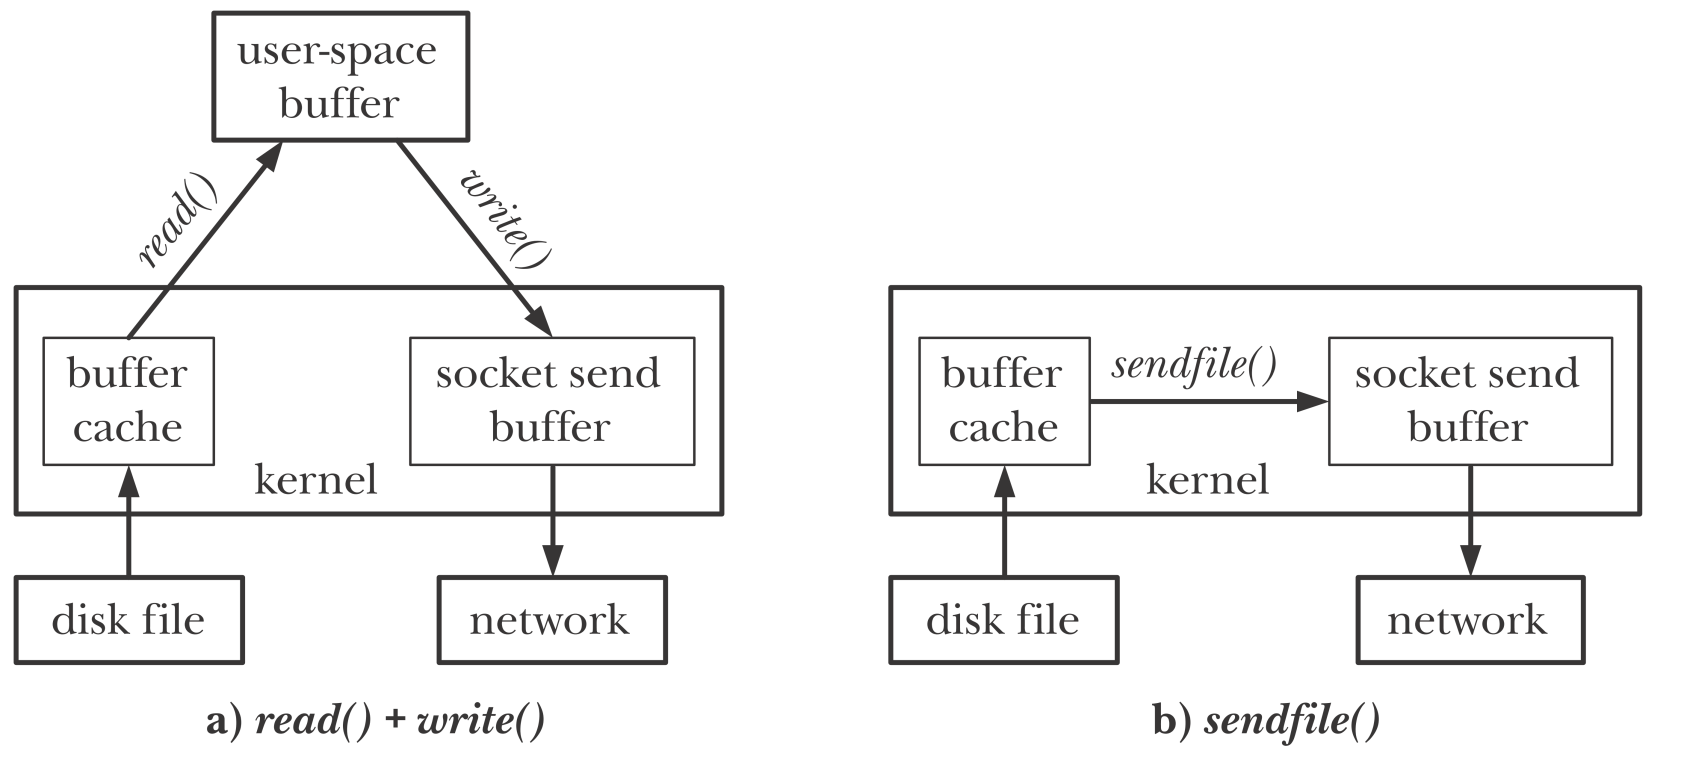 user-space
buffer
read()
write()
buffer
cache
socket send
buffer
kernel
disk file
network
a) read() + write()
sendfile()
buffer
cache
socket send
buffer
kernel
disk file
network
b) sendfile()